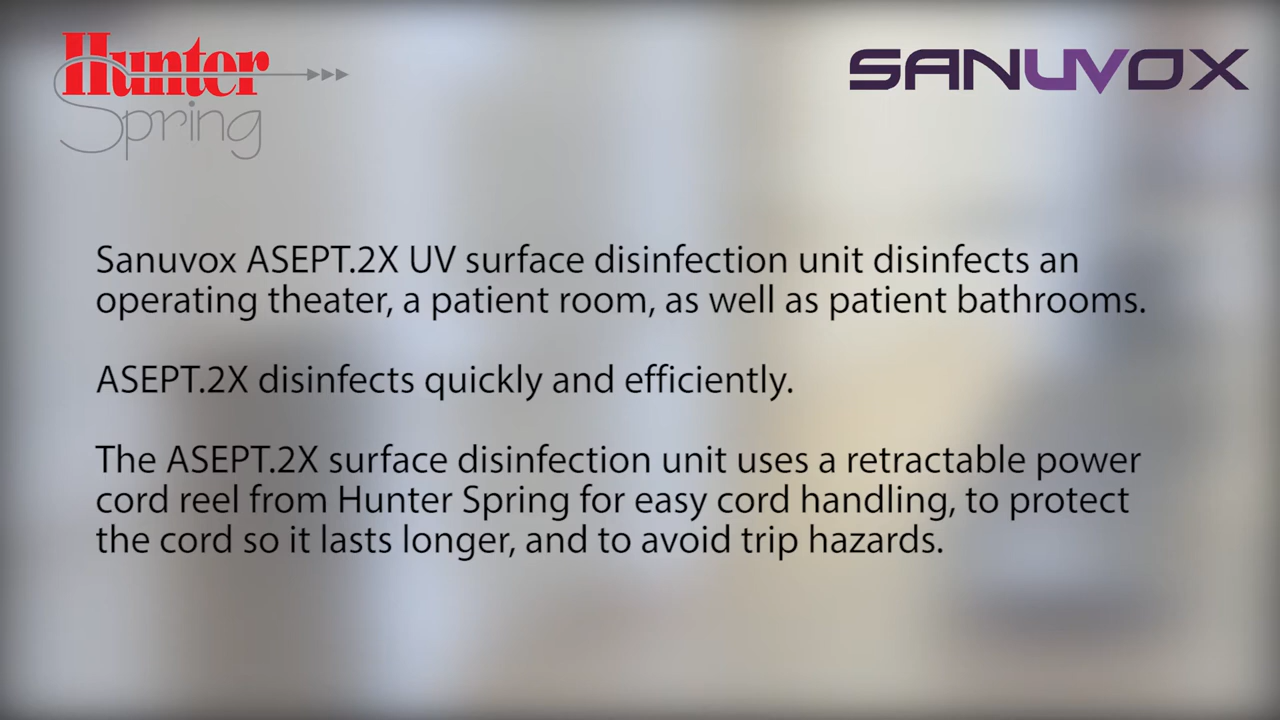 Hunter
Spring
SANUVOX
Sanuvox ASEPT.2X UV surface disinfection unit disinfects an
operating theater, a patient room, as well as patient bathrooms.
ASEPT.2X disinfects quickly and efficiently.
The ASEPT.2X surface disinfection unit uses a retractable power
cord reel from Hunter Spring for easy cord handling, to protect
the cord so it lasts longer, and to avoid trip hazards.